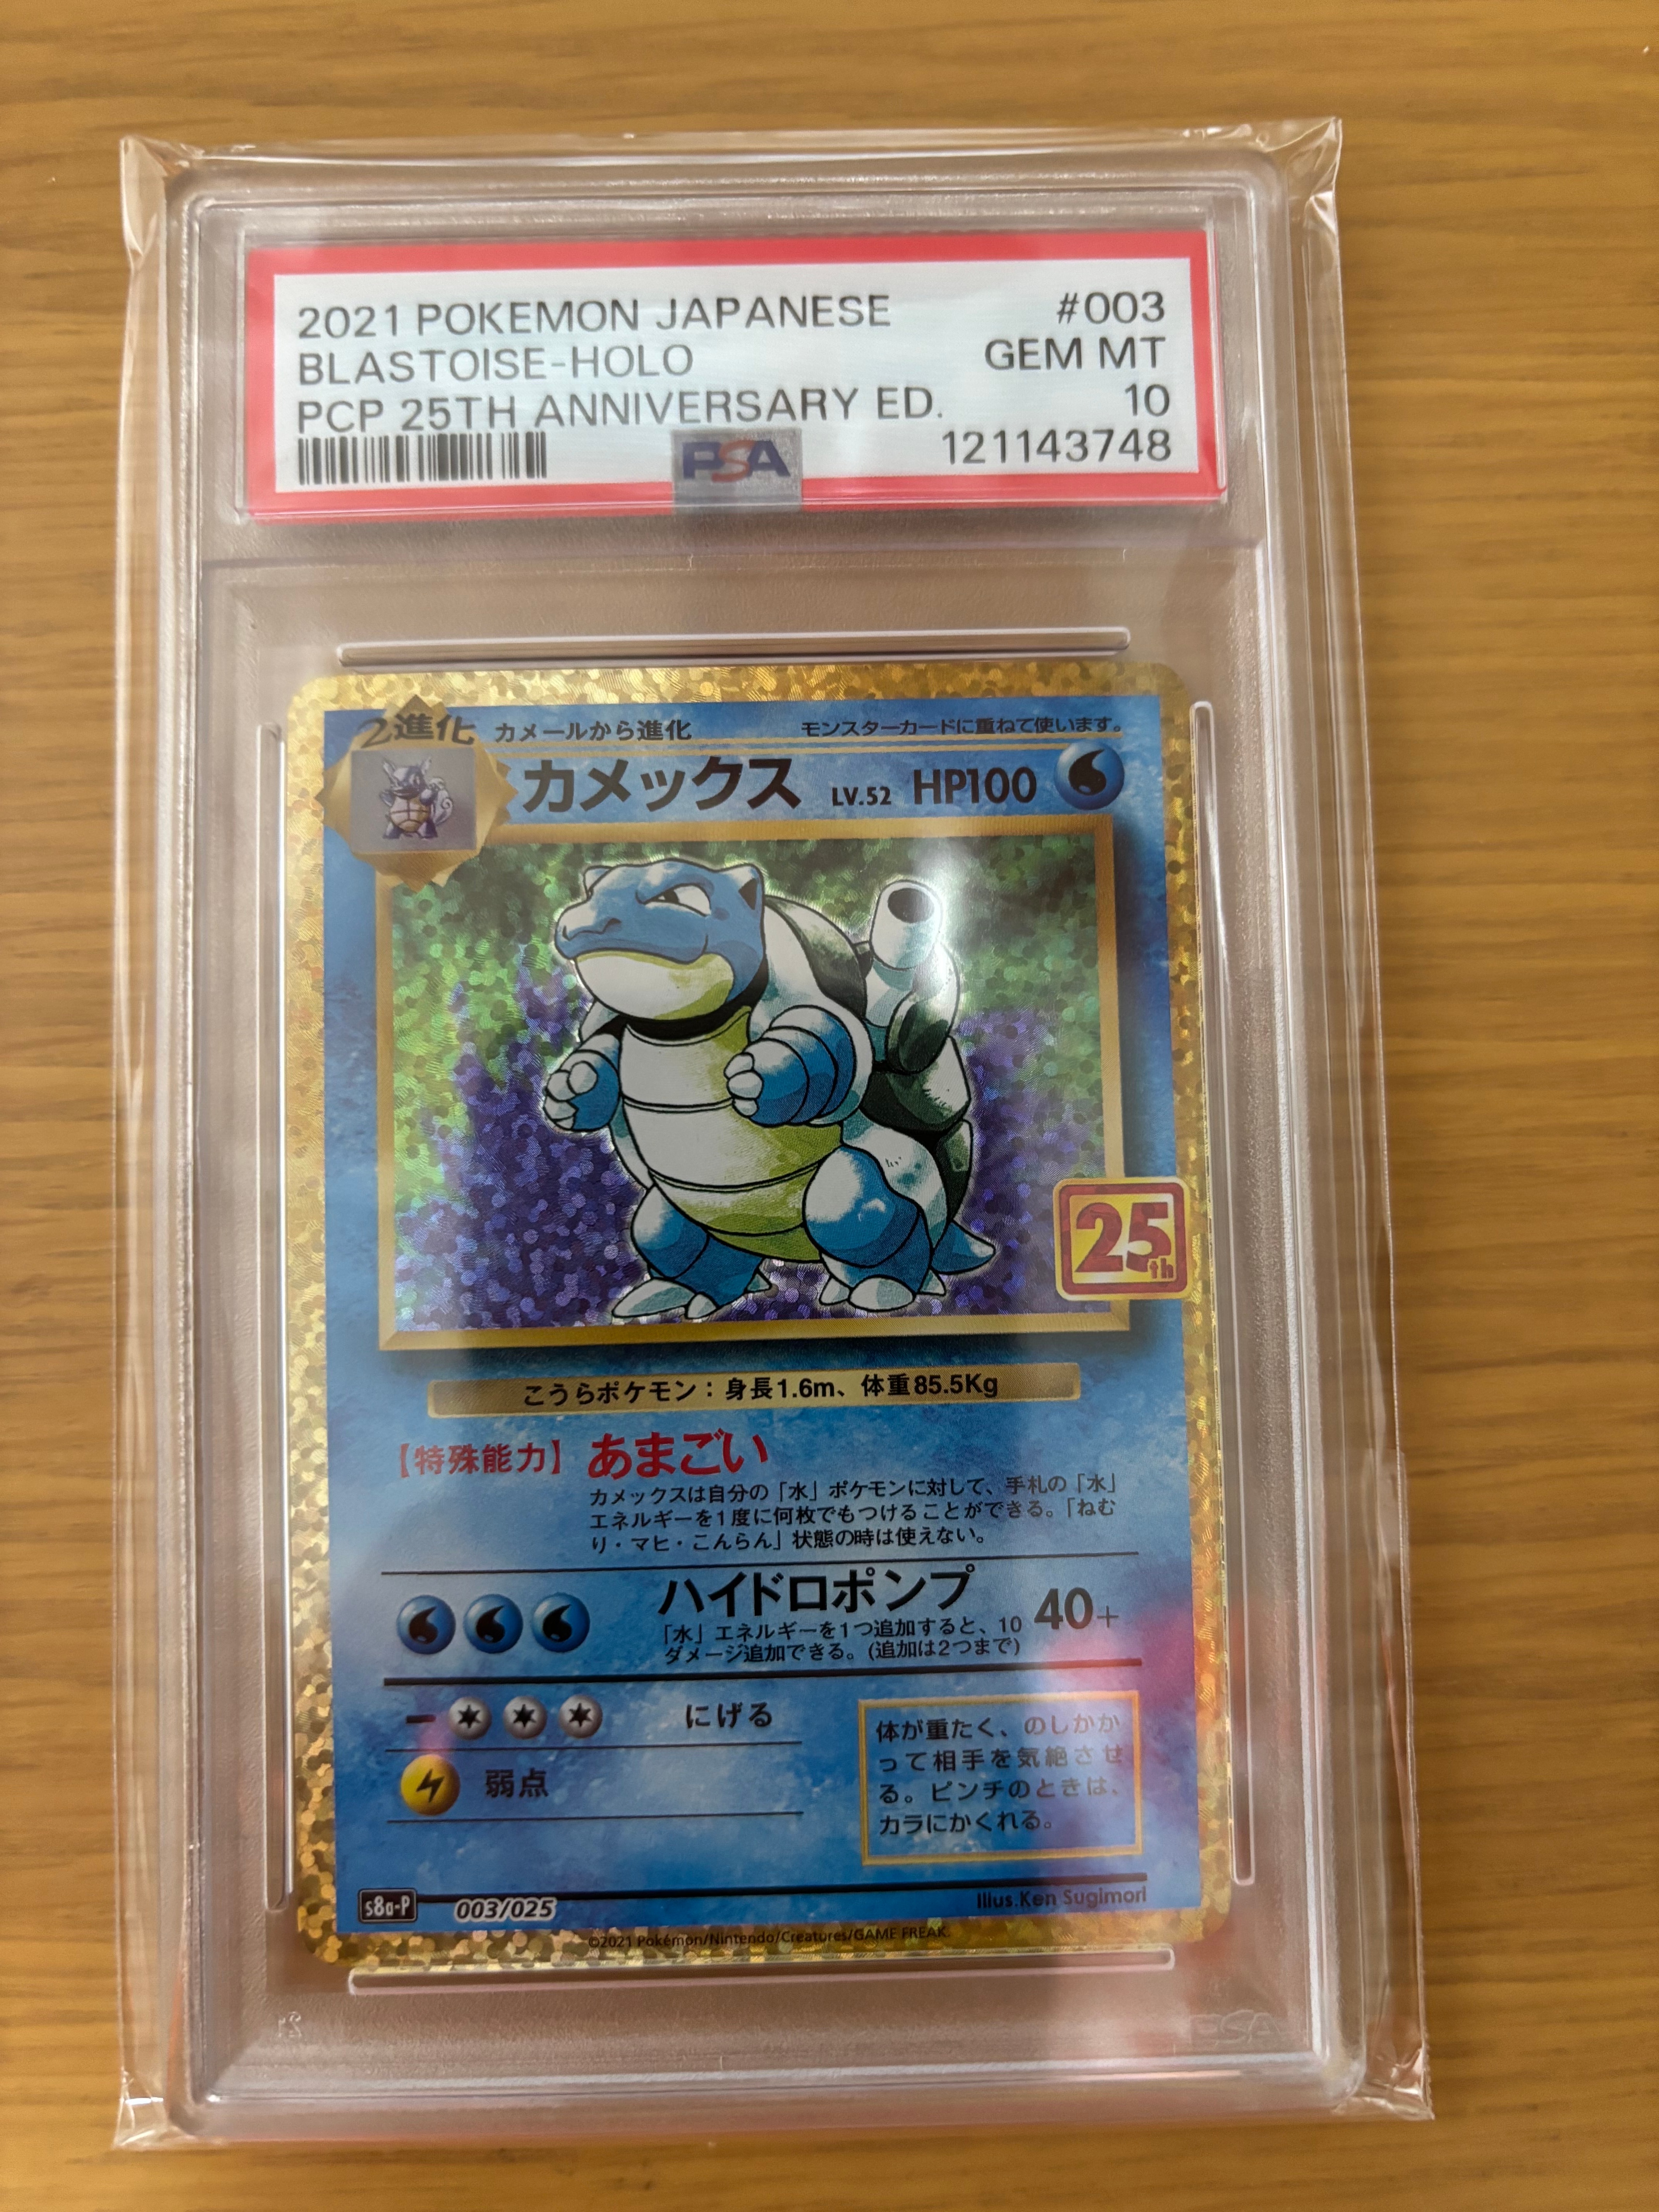 2021 POKEMON JAPANESE #003
BLASTOISE-HOLO GEM MT
PCP 25TH ANNIVERSARY ED. 10
PSA 121143748
2進化 カメールから進化 モンスターカードに重ねて使います。
カメックス LV.52 HP100
25th
こうらポケモン：身長1.6m、体重85.5Kg
【特殊能力】あまごい
カメックスは自分の「水」ポケモンに対して、手札の「水」
エネルギーを1度に何枚でもつけることができる。「ねむ
り・マヒ・こんらん」状態の時は使えない。
ハイドロポンプ 40+
「水」エネルギーを1つ追加すると、10
ダメージ追加できる。(追加は2つまで)
にげる
弱点
体が重たく、のしかか
って相手を気絶させ
る。ピンチのときは、
カラにかくれる。
s8a-P 003/025 Illus.Ken Sugimori
©2021 Pokémon/Nintendo/Creatures/GAME FREAK.
PSA